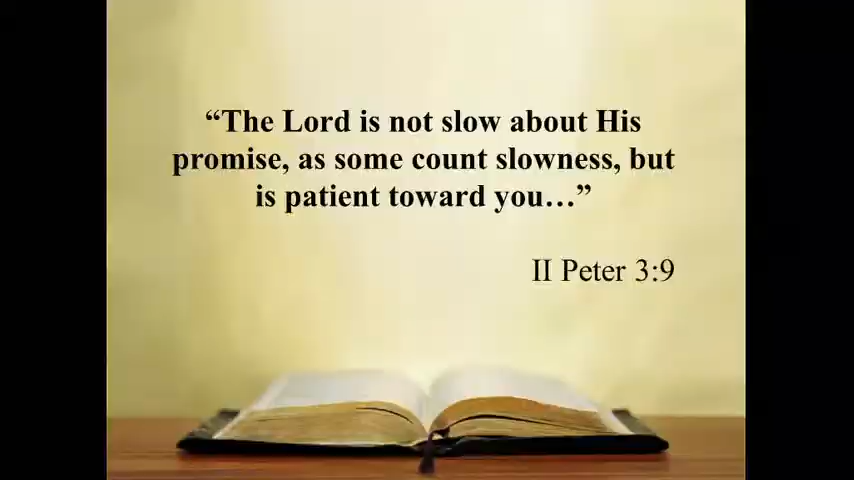 “The Lord is not slow about His
promise, as some count slowness, but
is patient toward you…”
II Peter 3:9